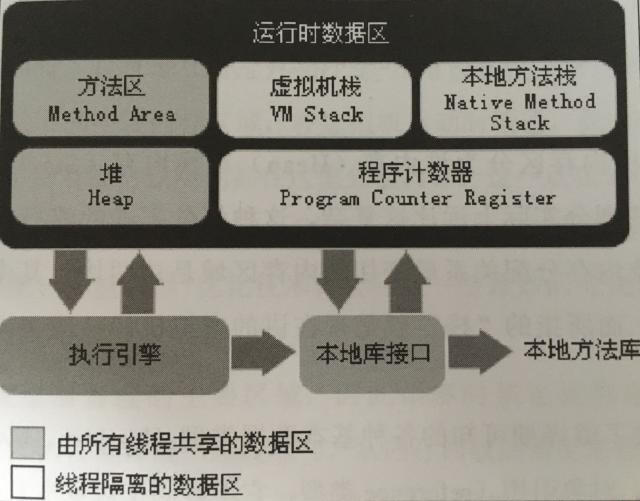 运行时数据区
方法区
Method Area
虚拟机栈
VM Stack
本地方法栈
Native Method
Stack
堆
Heap
程序计数器
Program Counter Register
执行引擎
本地库接口
本地方法库
由所有线程共享的数据区
线程隔离的数据区